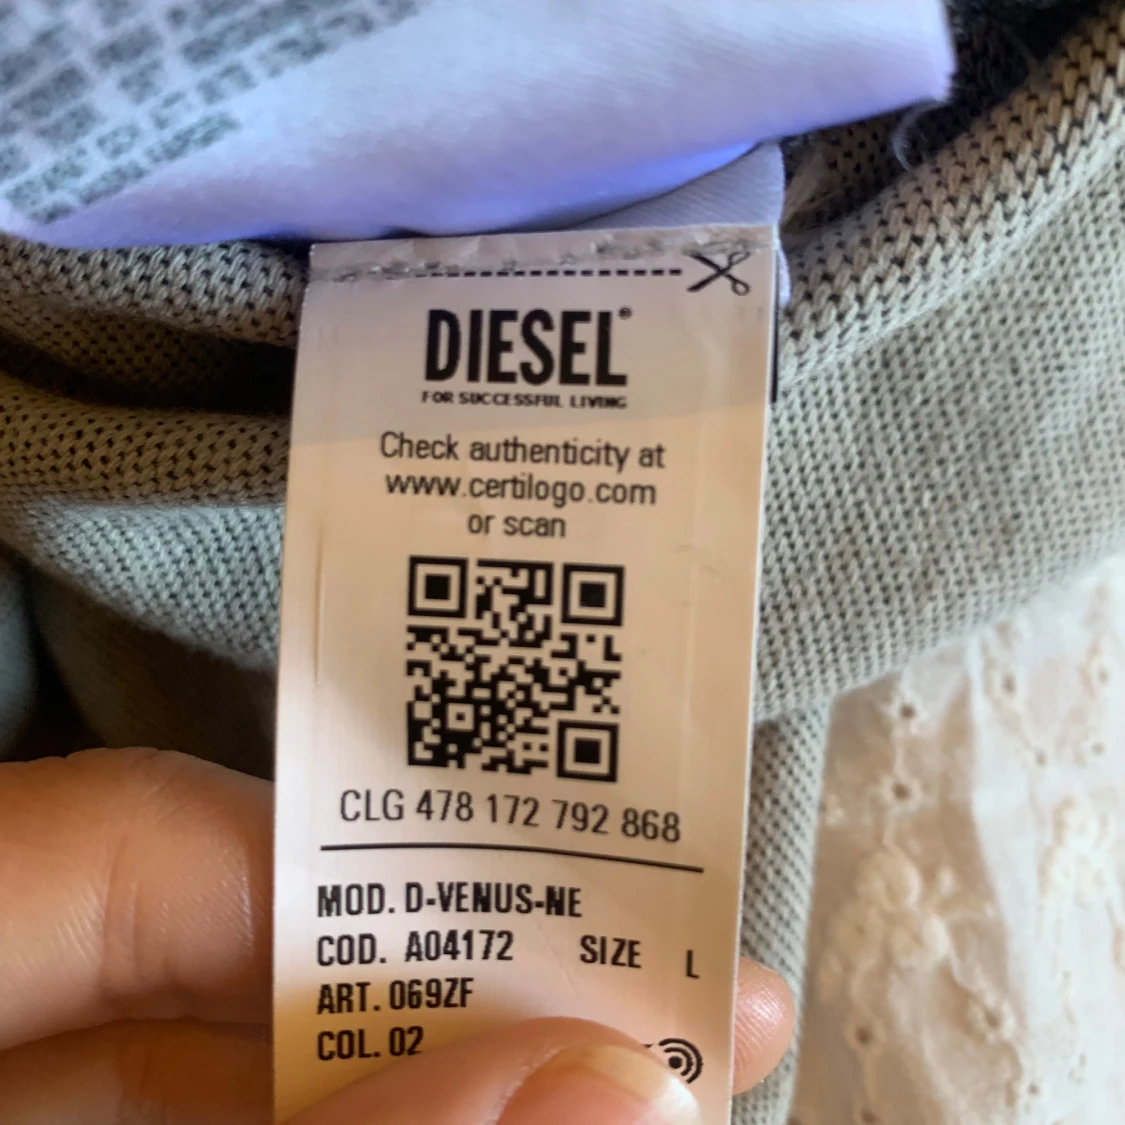 DIESEL®
FOR SUCCESSFUL LIVING
Check authenticity at
www.certilogo.com
or scan
CLG 478 172 792 868
MOD. D-VENUS-NE
COD. A04172 SIZE L
ART. 069ZF
COL. 02